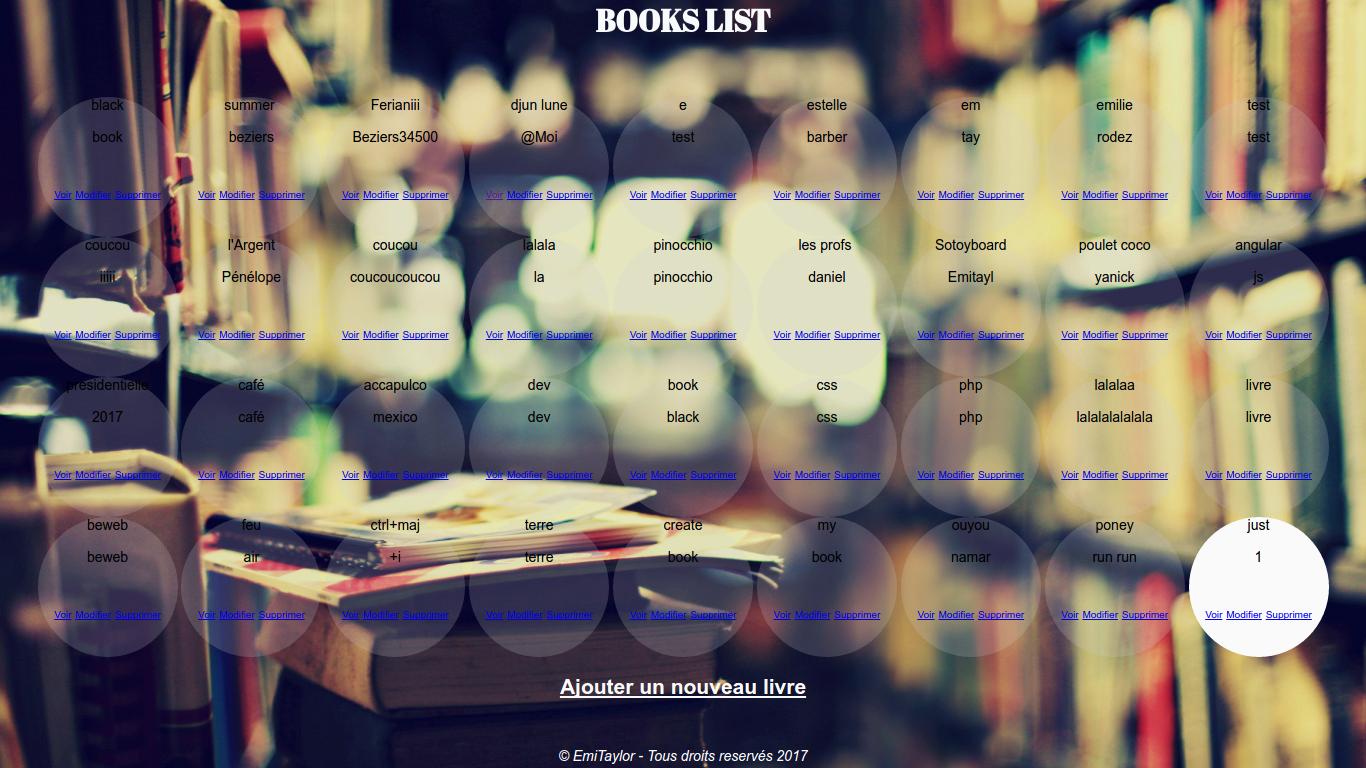 BOOKS LIST
black summer Ferianiii djun lune e estelle em emilie test
book beziers Beziers34500 @Moi test barber tay rodez test
Voir Modifier Supprimer Voir Modifier Supprimer Voir Modifier Supprimer Voir Modifier Supprimer Voir Modifier Supprimer Voir Modifier Supprimer Voir Modifier Supprimer Voir Modifier Supprimer Voir Modifier Supprimer
coucou l'Argent coucou lalala pinocchio les profs Sotoyboard poulet coco angular
iiiii Pénélope coucoucoucou la pinocchio daniel Emitayl yanick js
Voir Modifier Supprimer Voir Modifier Supprimer Voir Modifier Supprimer Voir Modifier Supprimer Voir Modifier Supprimer Voir Modifier Supprimer Voir Modifier Supprimer Voir Modifier Supprimer Voir Modifier Supprimer
présidentielle café accapulco dev book css php lalalaa livre
2017 café mexico dev black css php lalalalalalala livre
Voir Modifier Supprimer Voir Modifier Supprimer Voir Modifier Supprimer Voir Modifier Supprimer Voir Modifier Supprimer Voir Modifier Supprimer Voir Modifier Supprimer Voir Modifier Supprimer Voir Modifier Supprimer
beweb feu ctrl+maj terre create my ouyou poney just
beweb air +i terre book book namar run run 1
Voir Modifier Supprimer Voir Modifier Supprimer Voir Modifier Supprimer Voir Modifier Supprimer Voir Modifier Supprimer Voir Modifier Supprimer Voir Modifier Supprimer Voir Modifier Supprimer Voir Modifier Supprimer
Ajouter un nouveau livre
© EmiTaylor - Tous droits reservés 2017